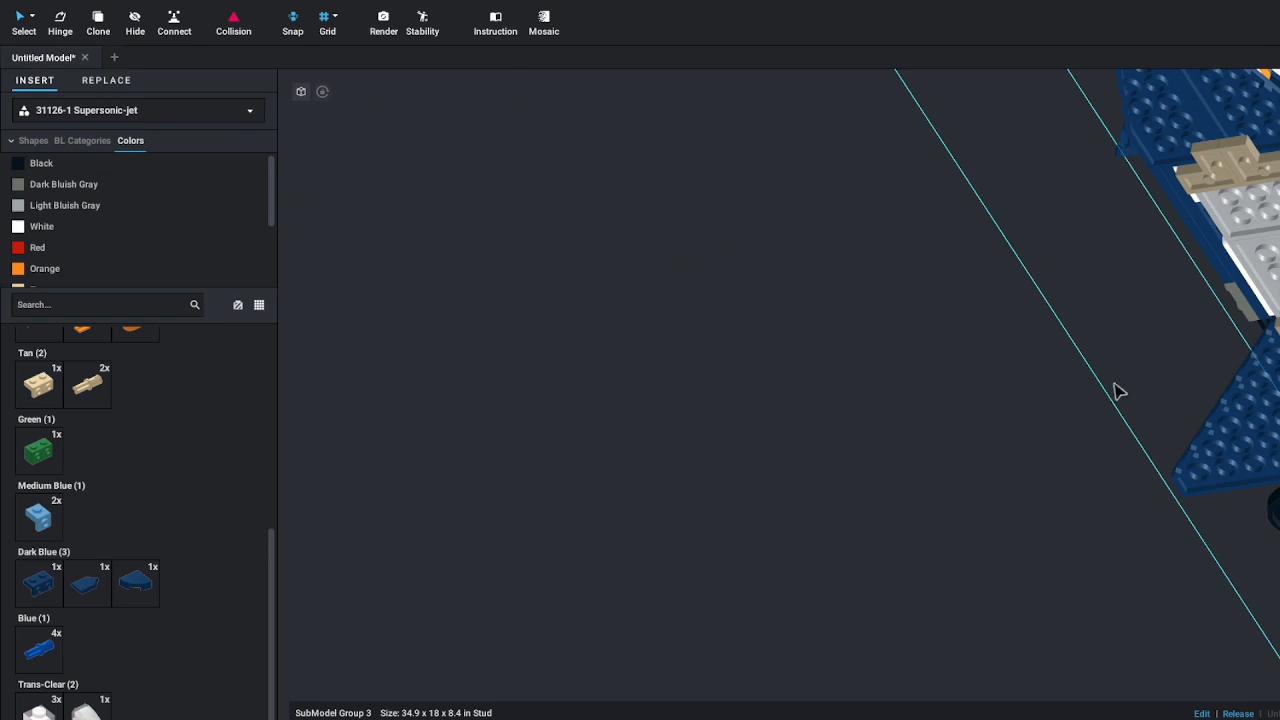 Select
Hinge
Clone
Hide
Connect
Collision
Snap
Grid
Render
Stability
Instruction
Mosaic
Untitled Model*
INSERT
REPLACE
31126-1 Supersonic-jet
Shapes
BL Categories
Colors
Black
Dark Bluish Gray
Light Bluish Gray
White
Red
Orange
Search...
Tan (2)
1x
2x
Green (1)
1x
Medium Blue (1)
2x
Dark Blue (3)
1x
1x
1x
Blue (1)
4x
Trans-Clear (2)
3x
1x
SubModel Group 3 Size: 34.9 x 18 x 8.4 in Stud
Edit | Release |